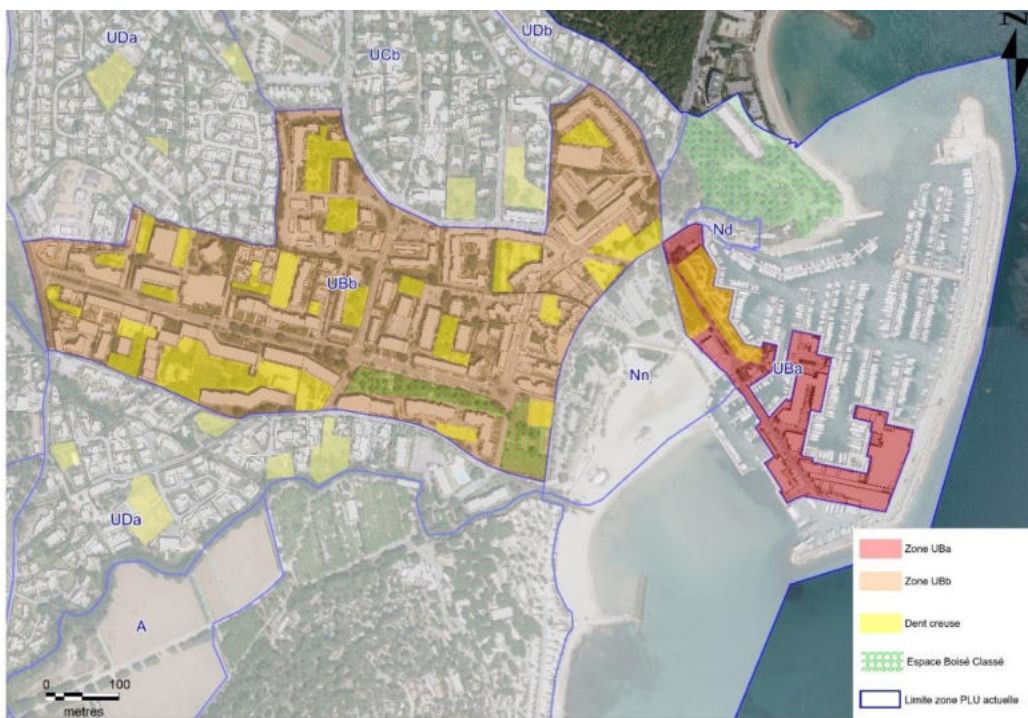 N
UDa
UCb
UDb
Nd
UBb
UBa
Nn
UDa
A
0 100
metres
Zone UBa
Zone UBb
Dent creuse
Espace Boisé Classé
Limite zone PLU actuelle